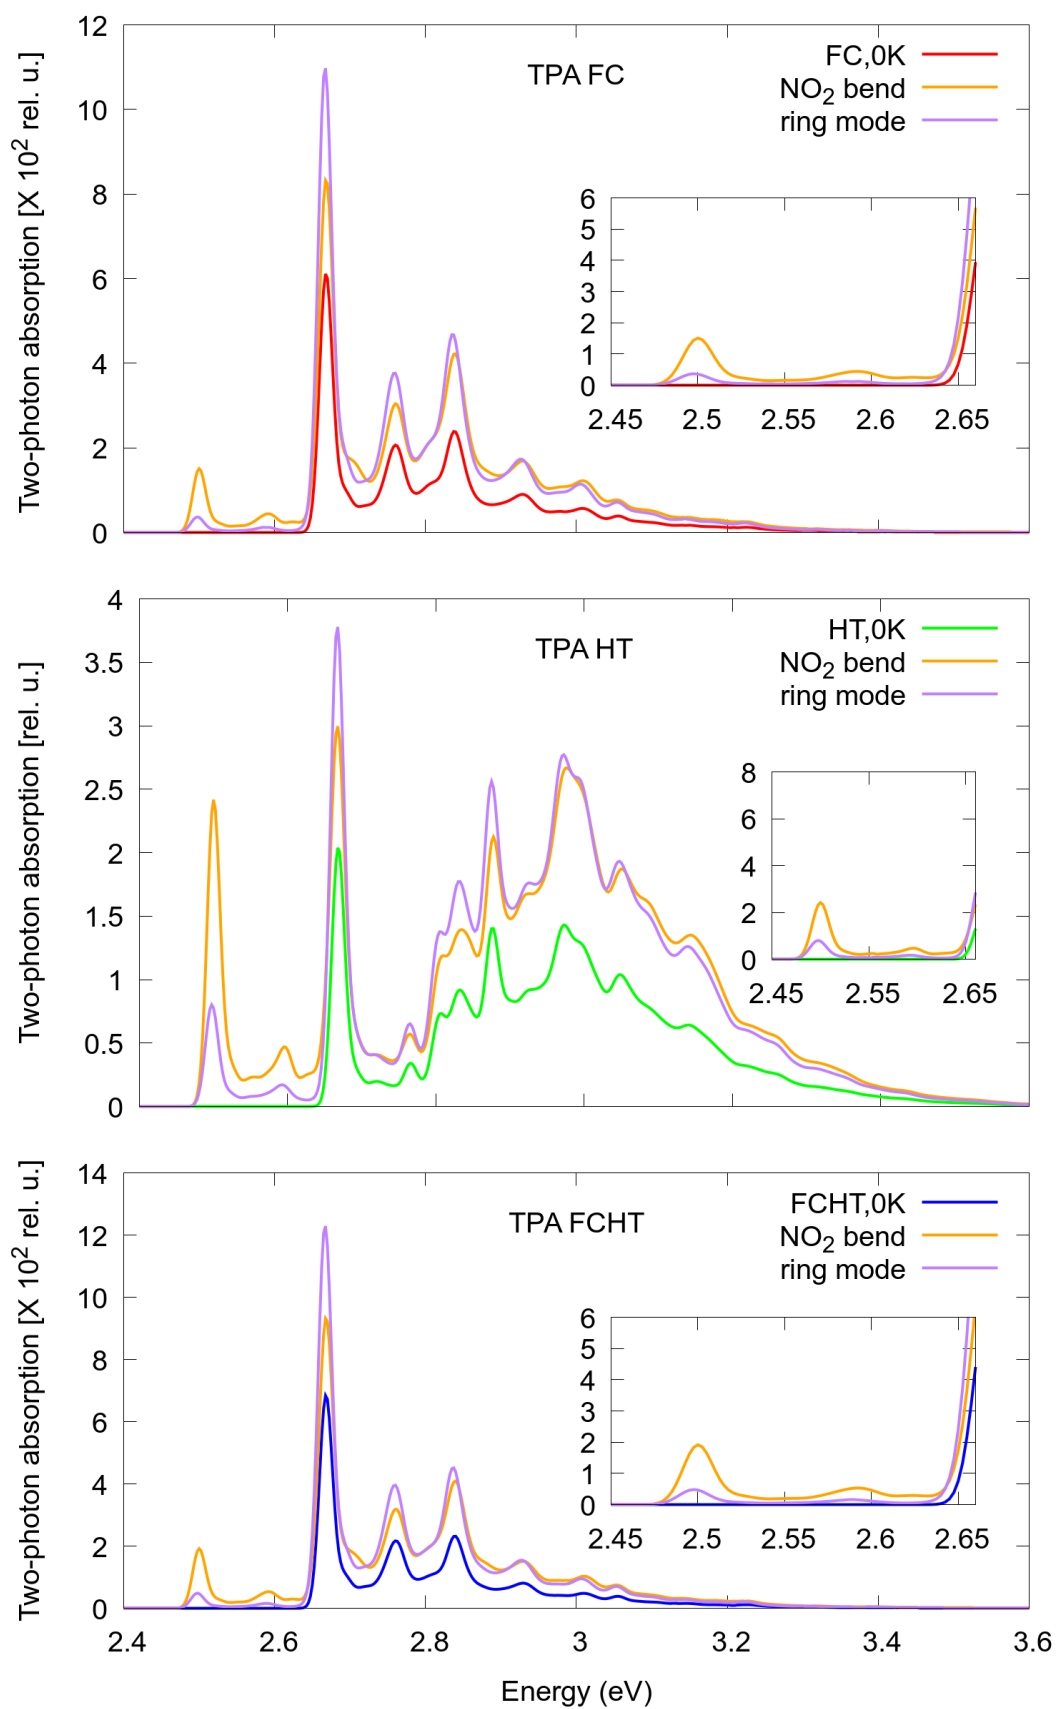 Two-photon absorption [X 10² rel. u.]
12
10
8
6
4
2
0
TPA FC
FC,0K
NO₂ bend
ring mode
6
5
4
3
2
1
0
2.45 2.5 2.55 2.6 2.65
Two-photon absorption [rel. u.]
4
3.5
3
2.5
2
1.5
1
0.5
0
TPA HT
HT,0K
NO₂ bend
ring mode
8
6
4
2
0
2.45 2.55 2.65
Two-photon absorption [X 10² rel. u.]
14
12
10
8
6
4
2
0
TPA FCHT
FCHT,0K
NO₂ bend
ring mode
6
5
4
3
2
1
0
2.45 2.5 2.55 2.6 2.65
2.4 2.6 2.8 3 3.2 3.4 3.6
Energy (eV)